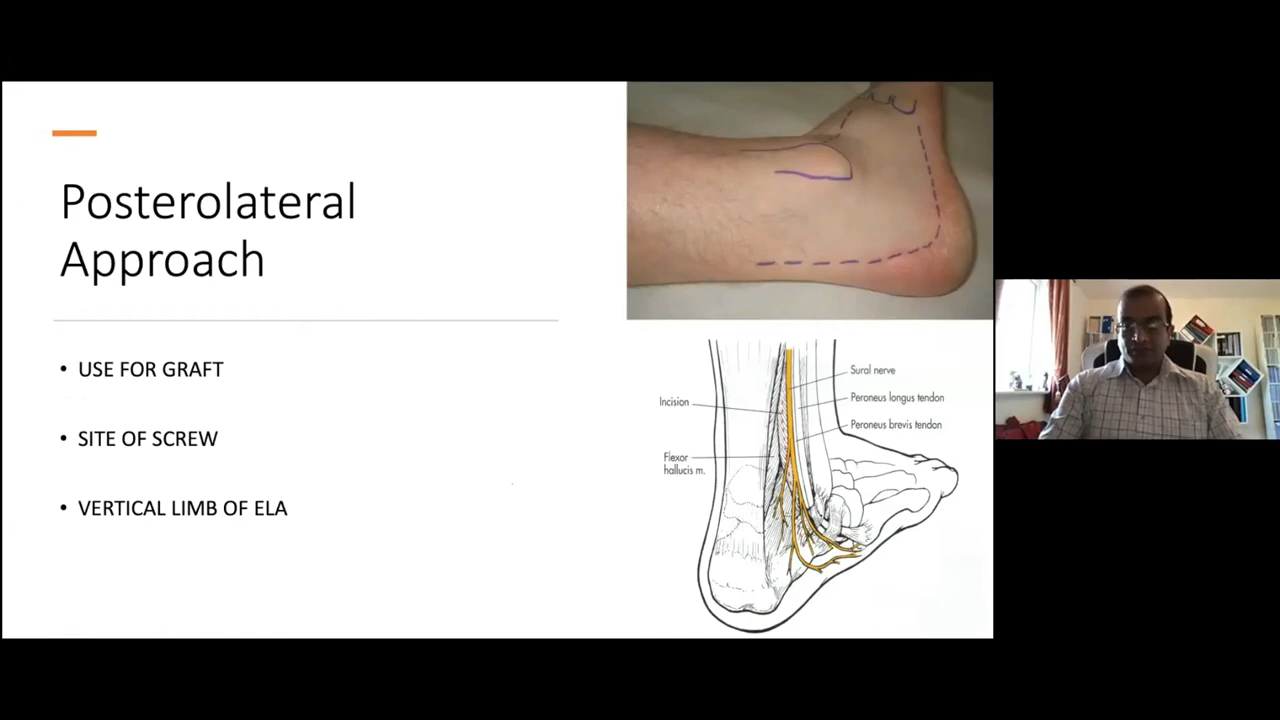 Posterolateral
Approach
• USE FOR GRAFT
• SITE OF SCREW
• VERTICAL LIMB OF ELA
Sural nerve
Incision
Peroneus longus tendon
Peroneus brevis tendon
Flexor
hallucis m.